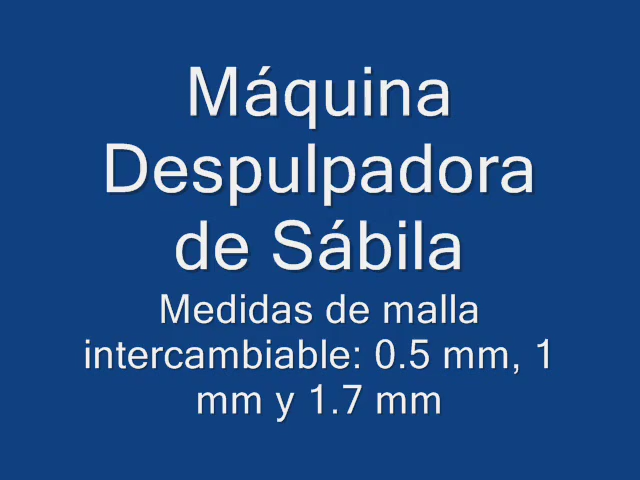 Máquina
Despulpadora
de Sábila
Medidas de malla
intercambiable: 0.5 mm, 1
mm y 1.7 mm